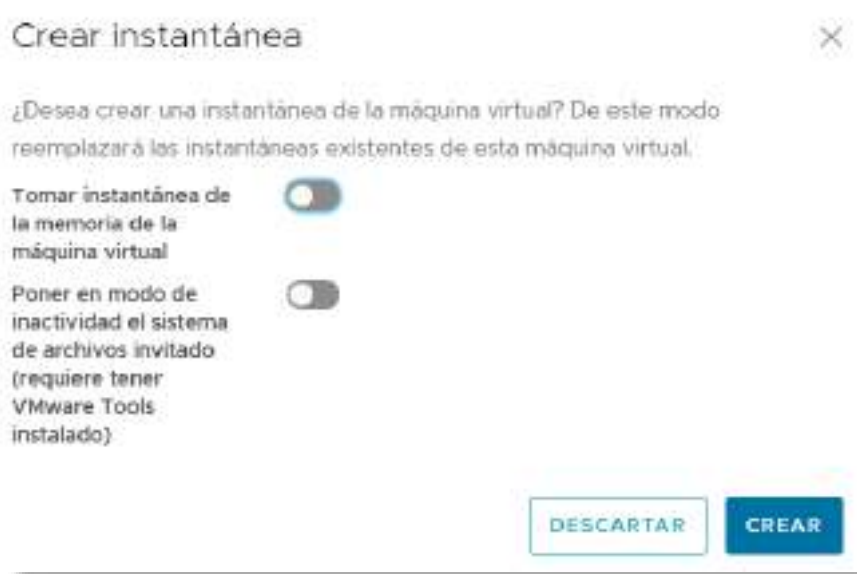 Crear instantánea
¿Desea crear una instantánea de la máquina virtual? De este modo
reemplazará las instantáneas existentes de esta máquina virtual.
Tomar instantánea de
la memoria de la
máquina virtual
Poner en modo de
inactividad el sistema
de archivos invitado
(requiere tener
VMware Tools
instalado)
DESCARTAR
CREAR